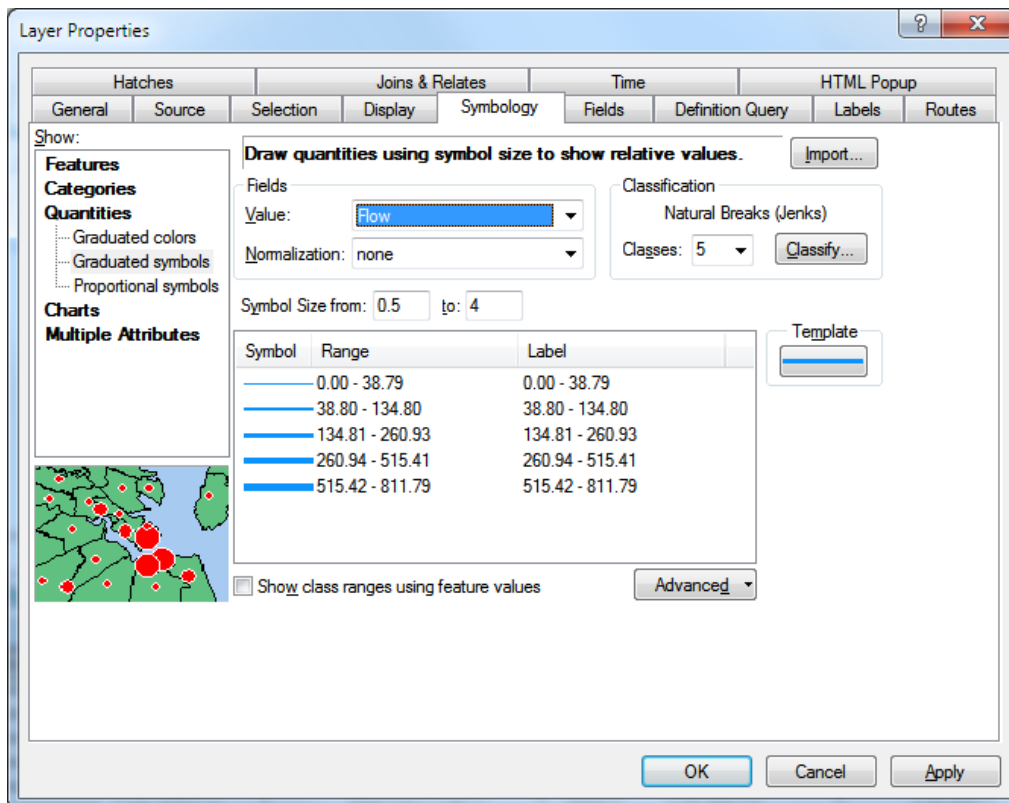 Layer Properties
?
X
Hatches
Joins & Relates
Time
HTML Popup
General
Source
Selection
Display
Symbology
Fields
Definition Query
Labels
Routes
Show:
Features
Categories
Quantities
Graduated colors
Graduated symbols
Proportional symbols
Charts
Multiple Attributes
Draw quantities using symbol size to show relative values.
Import...
Fields
Value:
Flow
Normalization:
none
Classification
Natural Breaks (Jenks)
Classes:
5
Classify...
Symbol Size from:
0.5
to:
4
Symbol
Range
Label
0.00 - 38.79
0.00 - 38.79
38.80 - 134.80
38.80 - 134.80
134.81 - 260.93
134.81 - 260.93
260.94 - 515.41
260.94 - 515.41
515.42 - 811.79
515.42 - 811.79
Template
Show class ranges using feature values
Advanced
OK
Cancel
Apply